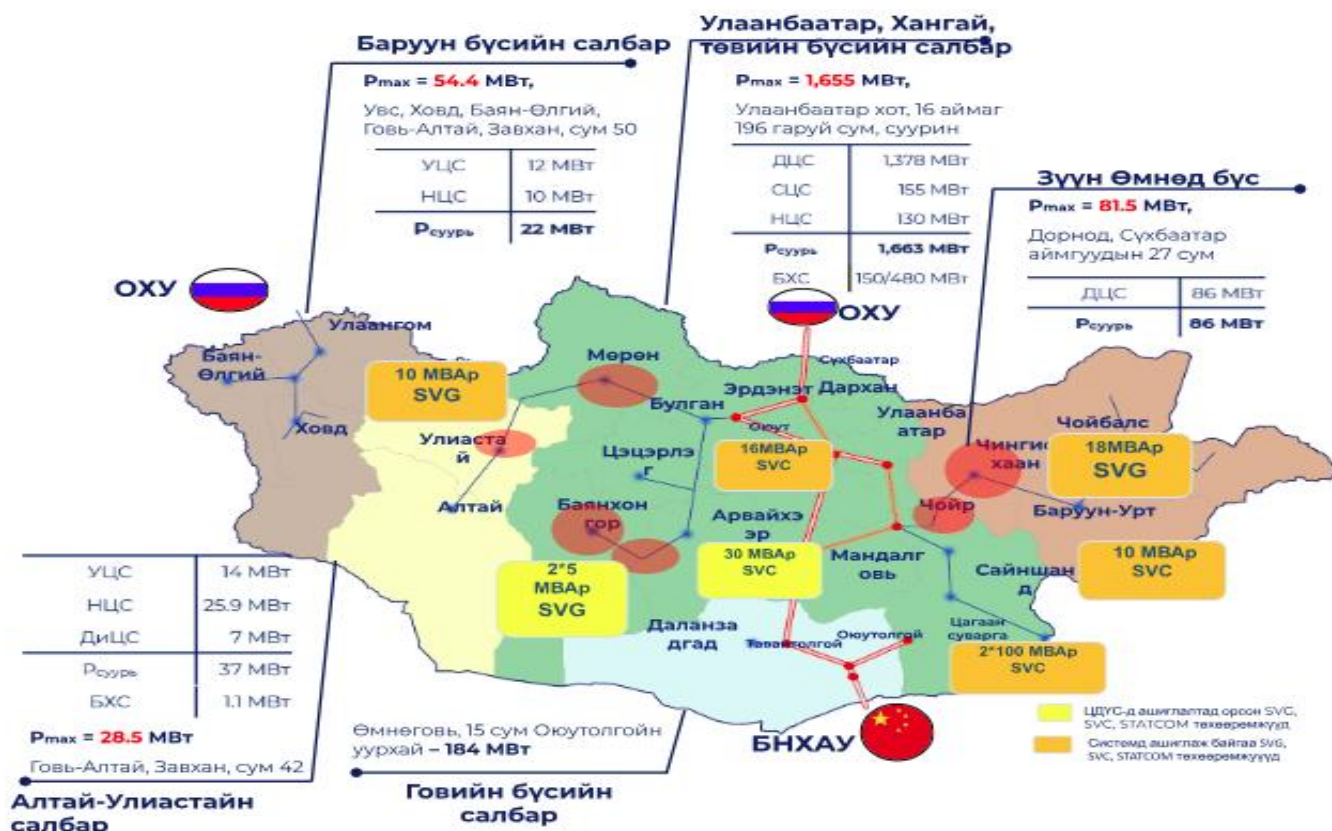 Баруун бүсийн салбар
Pmax = 54.4 МВт,
Увс, Ховд, Баян-Өлгий,
Говь-Алтай, Завхан, сум 50
УЦС 12 МВт
НЦС 10 МВт
Рсуурь 22 МВт
Улаанбаатар, Хангай,
төвийн бүсийн салбар
Pmax = 1,655 МВт,
Улаанбаатар хот, 16 аймаг
196 гаруй сум, суурин
ДЦС 1,378 МВт
СЦС 155 МВт
НЦС 130 МВт
Рсуурь 1,663 МВт
БХС 150/480 МВт
Зүүн Өмнөд бүс
Pmax = 81.5 МВт,
Дорнод, Сүхбаатар
аймгуудын 27 сум
ДЦС 86 МВт
Рсуурь 86 МВт
ОХУ
ОХУ
Улаангом
Баян-
Өлгий
Ховд
10 МВАр
SVG
Мөрөн
Булган
Сүхбаатар
Эрдэнэт
Дархан
Оюут
Улаанба
атар
Чойбалс
Чингис
хаан
18МВАр
SVG
Улиаста
й
Цэцэрлэ
г
16МВАр
SVC
Алтай
Баянхон
гор
Арвайхэ
эр
Чойр
Баруун-Урт
2*5
МВАр
SVG
30 МВАр
SVC
Мандалг
овь
Сайншан
д
10 МВАр
SVC
Даланза
дгад
Тавантолгой
Оюутолгой
Цагаан
суварга
2*100 МВАр
SVC
УЦС 14 МВт
НЦС 25.9 МВт
ДиЦС 7 МВт
Рсуурь 37 МВт
БХС 1.1 МВт
Pmax = 28.5 МВт
Говь-Алтай, Завхан, сум 42
Алтай-Улиастайн
салбар
Өмнөговь, 15 сум Оюутолгойн
уурхай – 184 МВт
Говийн бүсийн
салбар
БНХАУ
ЦДҮС-д ашиглалтад орсон SVG,
SVC, STATCOM төхөөрөмжүүд
Системд ашиглаж байгаа SVG,
SVC, STATCOM төхөөрөмжүүд